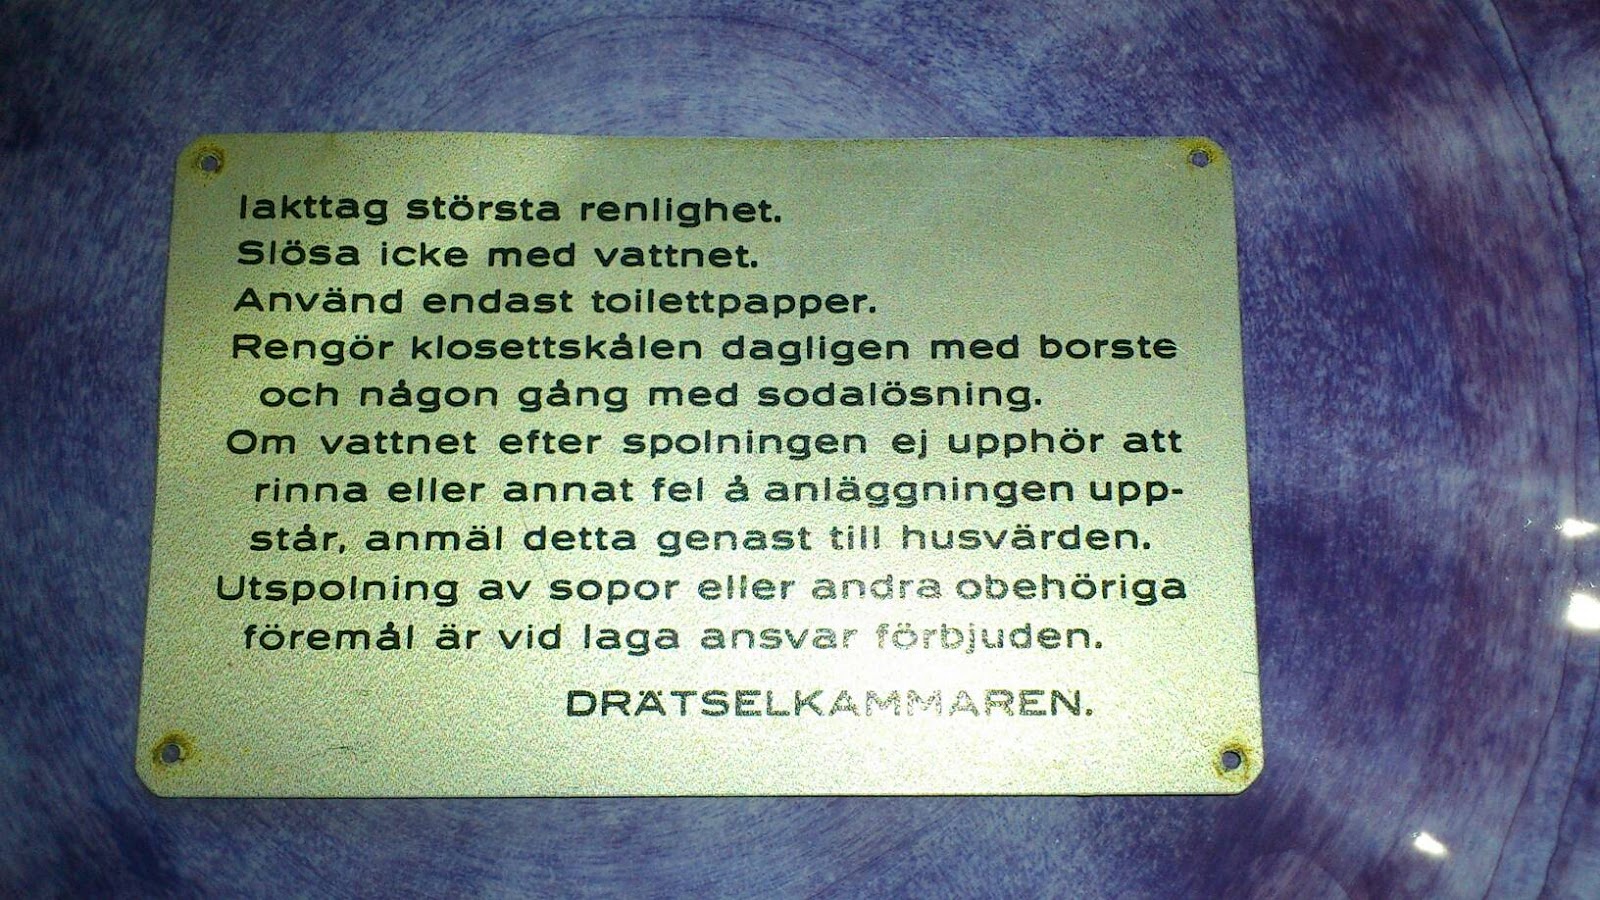 Iakttag största renlighet.
Slösa icke med vattnet.
Använd endast toilettpapper.
Rengör klosettskålen dagligen med borste
och någon gång med sodalösning.
Om vattnet efter spolningen ej upphör att
rinna eller annat fel å anläggningen upp-
står, anmäl detta genast till husvärden.
Utspolning av sopor eller andra obehöriga
föremål är vid laga ansvar förbjuden.
DRÄTSELKAMMAREN.